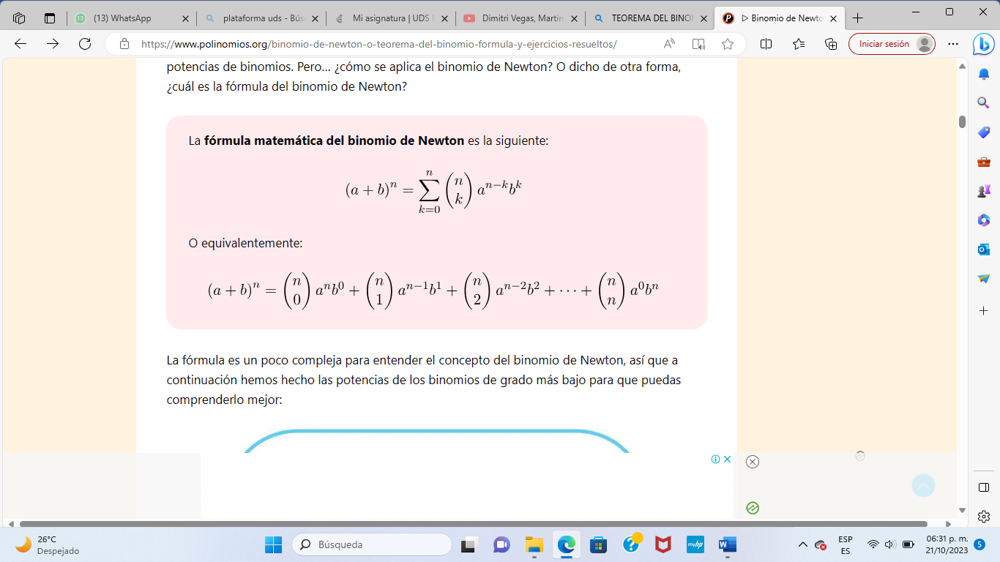 (13) WhatsApp
plataforma uds - Bús
Mi asignatura | UDS
Dimitri Vegas, Martin
TEOREMA DEL BINO
▷ Binomio de Newto
https://www.polinomios.org/binomio-de-newton-o-teorema-del-binomio-formula-y-ejercicios-resueltos/
Iniciar sesión
potencias de binomios. Pero... ¿cómo se aplica el binomio de Newton? O dicho de otra forma,
¿cuál es la fórmula del binomio de Newton?
La fórmula matemática del binomio de Newton es la siguiente:
(a + b)^n = \sum_{k=0}^{n} \binom{n}{k} a^{n-k} b^k
O equivalentemente:
(a + b)^n = \binom{n}{0} a^n b^0 + \binom{n}{1} a^{n-1} b^1 + \binom{n}{2} a^{n-2} b^2 + \cdots + \binom{n}{n} a^0 b^n
La fórmula es un poco compleja para entender el concepto del binomio de Newton, así que a
continuación hemos hecho las potencias de los binomios de grado más bajo para que puedas
comprenderlo mejor:
26°C
Despejado
Búsqueda
myhp
ESP
ES
06:31 p. m.
21/10/2023
5